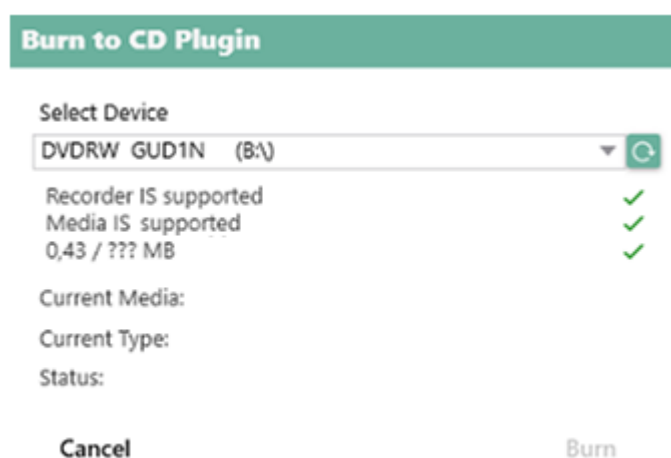 Burn to CD Plugin
Select Device
DVDRW GUD1N (B:\)
Recorder IS supported
Media IS supported
0,43 / ??? MB
Current Media:
Current Type:
Status:
Cancel Burn